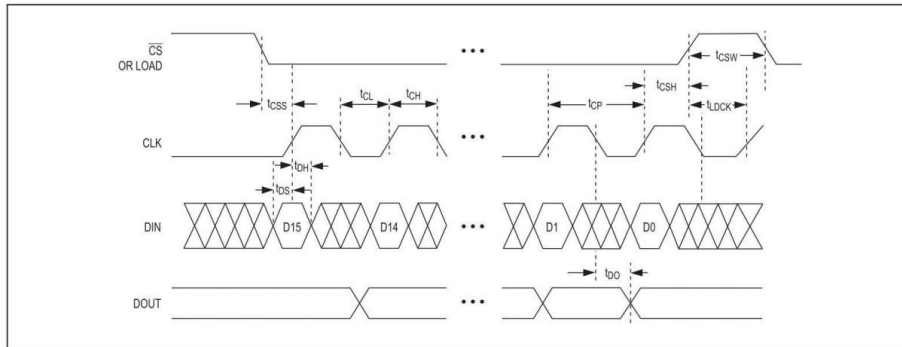 CS
OR LOAD
tCSW
tCSS
tCL
tCH
tCP
tCSH
tLDCK
CLK
tDH
tDS
DIN
D15
D14
D1
D0
tDO
DOUT